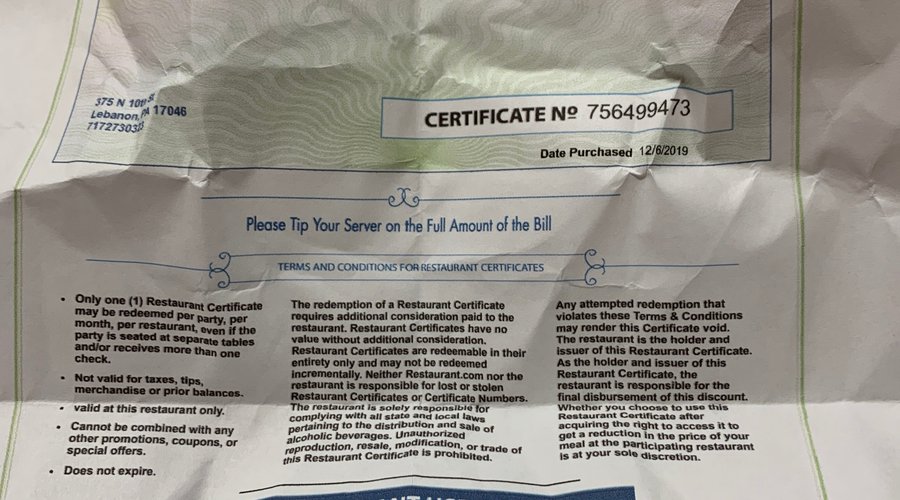 375 N 10th St
Lebanon, PA 17046
CERTIFICATE Nº 756499473
Date Purchased 12/6/2019
Please Tip Your Server on the Full Amount of the Bill
TERMS AND CONDITIONS FOR RESTAURANT CERTIFICATES
• Only one (1) Restaurant Certificate
may be redeemed per party, per
month, per restaurant, even if the
party is seated at separate tables
and/or receives more than one
check.
• Not valid for taxes, tips,
merchandise or prior balances.
• valid at this restaurant only.
• Cannot be combined with any
other promotions, coupons, or
special offers.
• Does not expire.
The redemption of a Restaurant Certificate
requires additional consideration paid to the
restaurant. Restaurant Certificates have no
value without additional consideration.
Restaurant Certificates are redeemable in their
entirety only and may not be redeemed
incrementally. Neither Restaurant.com nor the
restaurant is responsible for lost or stolen
Restaurant Certificates or Certificate Numbers.
The restaurant is solely responsible for
complying with all state and local laws
pertaining to the distribution and sale of
alcoholic beverages. Unauthorized
reproduction, resale, modification, or trade of
this Restaurant Certificate is prohibited.
Any attempted redemption that
violates these Terms & Conditions
may render this Certificate void.
The restaurant is the holder and
issuer of this Restaurant Certificate.
As the holder and issuer of this
Restaurant Certificate, the
restaurant is responsible for the
final disbursement of this discount.
Whether you choose to use this
Restaurant Certificate after
acquiring the right to access it to
get a reduction in the price of your
meal at the participating restaurant
is at your sole discretion.